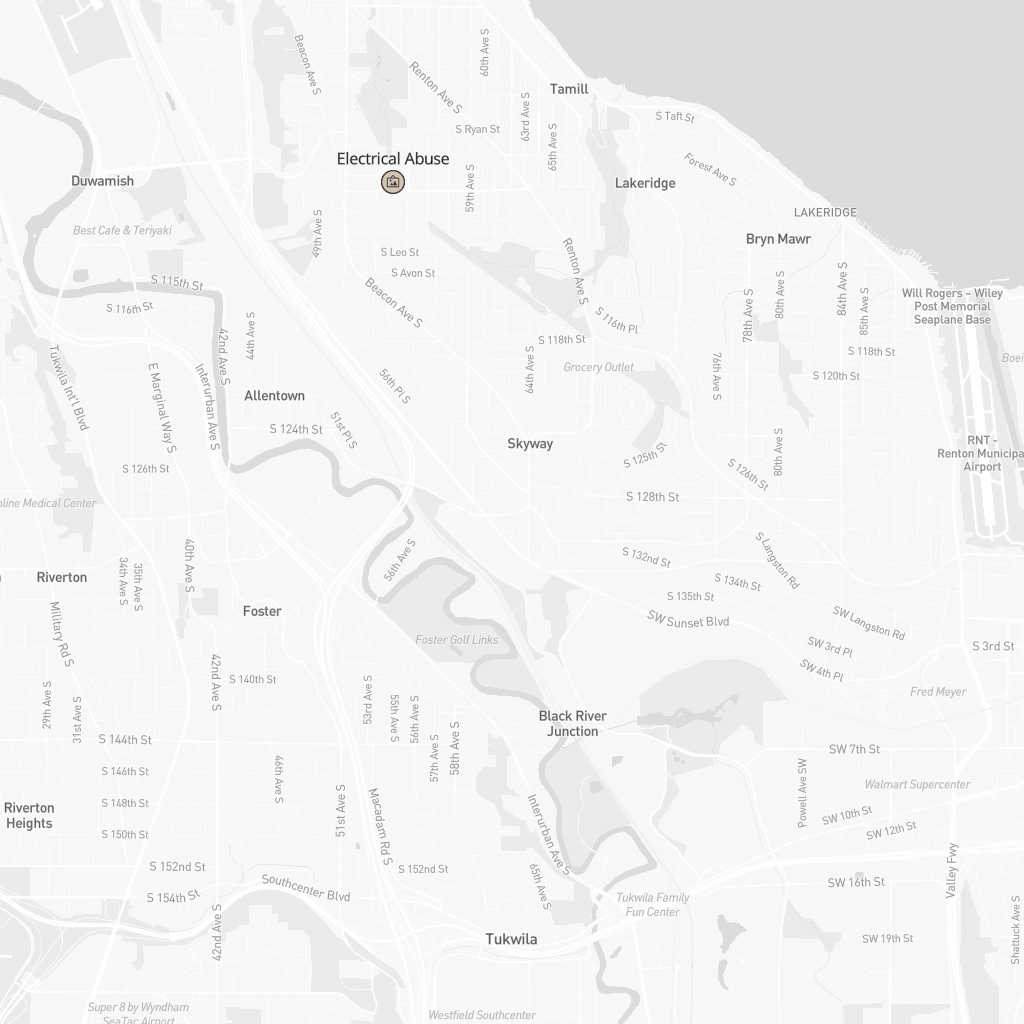 60th Ave S
Beacon Ave S
Renton Ave S
Tamill
S Taft St
63rd Ave S
S Ryan St
65th Ave S
Electrical Abuse
Forest Ave S
Duwamish
59th Ave S
Lakeridge
LAKERIDGE
Best Cafe & Teriyaki
49th Ave S
Bryn Mawr
S Leo St
S Avon St
Renton Ave S
S 115th St
Beacon Ave S
78th Ave S
80th Ave S
84th Ave S
85th Ave S
Will Rogers – Wiley
Post Memorial
Seaplane Base
S 116th St
S 116th Pl
42nd Ave S
44th Ave S
S 118th St
S 118th St
Boei
Tukwila Int'l Blvd
E Marginal Way S
Interurban Ave S
64th Ave S
Grocery Outlet
76th Ave S
S 120th St
56th Pl S
Allentown
51st Pl S
S 124th St
Skyway
80th Ave S
S 125th St
RNT -
Renton Municipa
Airport
S 126th St
S 126th St
nline Medical Center
S 128th St
56th Ave S
S 132nd St
S Langston Rd
34th Ave S
35th Ave S
40th Ave S
Riverton
S 134th St
S 135th St
Foster
SW Sunset Blvd
SW Langston Rd
Military Rd S
Foster Golf Links
SW 3rd Pl
S 3rd St
SW 4th Pl
42nd Ave S
S 140th St
Fred Meyer
29th Ave S
31st Ave S
53rd Ave S
55th Ave S
56th Ave S
57th Ave S
58th Ave S
Black River
Junction
S 144th St
SW 7th St
S 146th St
46th Ave S
Powell Ave SW
Walmart Supercenter
Riverton
Heights
S 148th St
51st Ave S
Macadam Rd S
Interurban Ave S
SW 10th St
SW 12th St
S 150th St
S 152nd St
S 152nd St
Valley Fwy
S 154th St
Southcenter Blvd
65th Ave S
SW 16th St
Tukwila Family
Fun Center
42nd Ave S
Tukwila
SW 19th St
Shattuck Ave S
Super 8 by Wyndham
SeaTac Airport
Westfield Southcenter